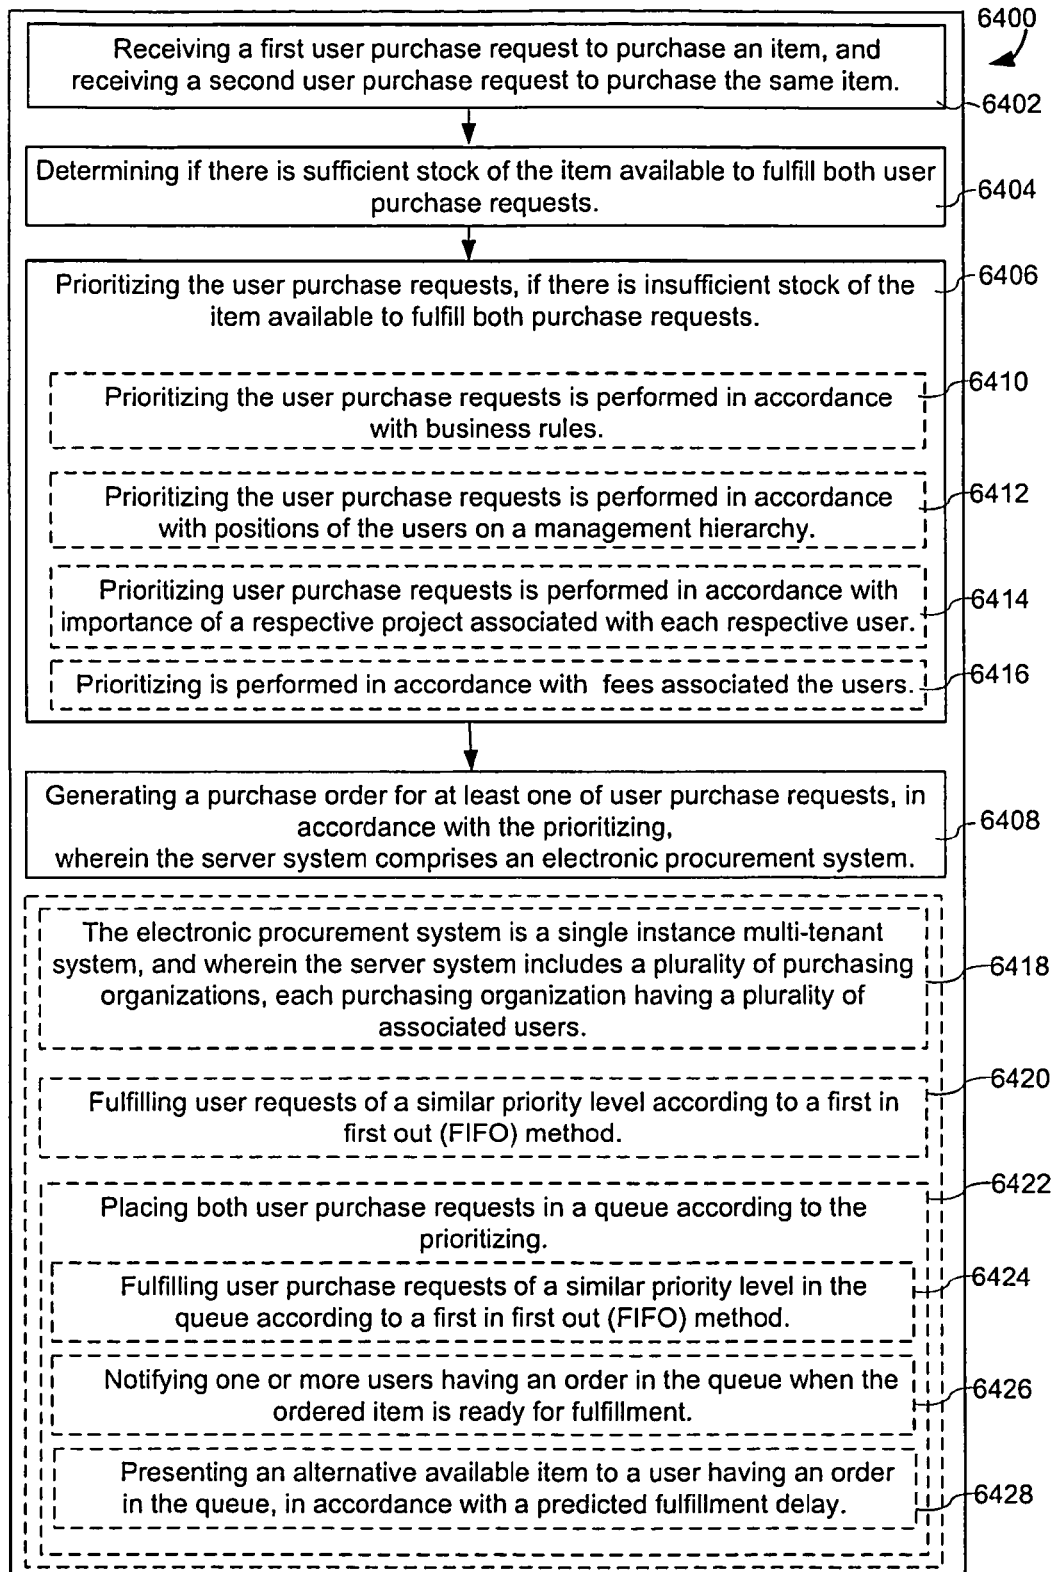 6400
Receiving a first user purchase request to purchase an item, and
receiving a second user purchase request to purchase the same item.
6402
Determining if there is sufficient stock of the item available to fulfill both user
purchase requests.
6404
Prioritizing the user purchase requests, if there is insufficient stock of the
item available to fulfill both purchase requests.
6406
Prioritizing the user purchase requests is performed in accordance
with business rules.
6410
Prioritizing the user purchase requests is performed in accordance
with positions of the users on a management hierarchy.
6412
Prioritizing user purchase requests is performed in accordance with
importance of a respective project associated with each respective user.
6414
Prioritizing is performed in accordance with fees associated the users.
6416
Generating a purchase order for at least one of user purchase requests, in
accordance with the prioritizing,
wherein the server system comprises an electronic procurement system.
6408
The electronic procurement system is a single instance multi-tenant
system, and wherein the server system includes a plurality of purchasing
organizations, each purchasing organization having a plurality of
associated users.
6418
Fulfilling user requests of a similar priority level according to a first in
first out (FIFO) method.
6420
Placing both user purchase requests in a queue according to the
prioritizing.
6422
Fulfilling user purchase requests of a similar priority level in the
queue according to a first in first out (FIFO) method.
6424
Notifying one or more users having an order in the queue when the
ordered item is ready for fulfillment.
6426
Presenting an alternative available item to a user having an order
in the queue, in accordance with a predicted fulfillment delay.
6428